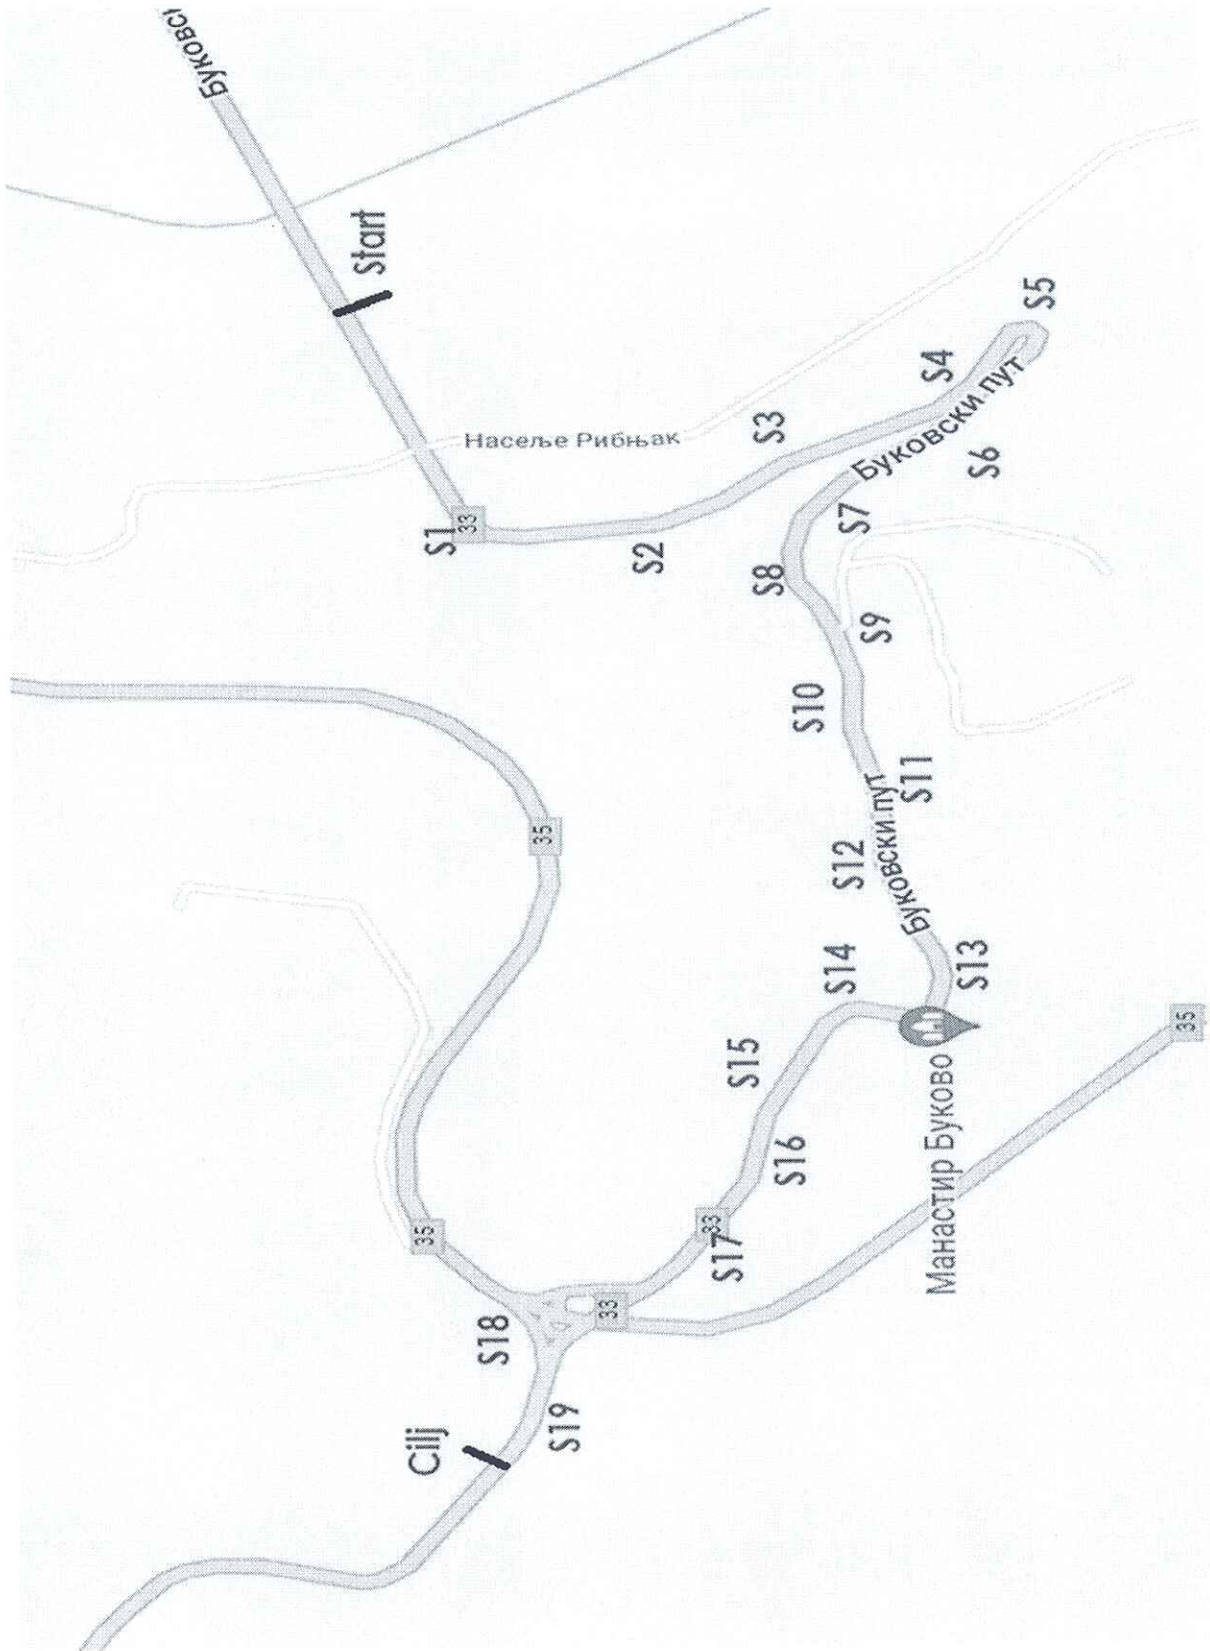 Буковск
Start
S1
33
Насеље Рибњак
S2
S3
S4
S5
Буковски пут
S6
S7
S8
S9
S10
S11
Буковски пут
S12
S13
S14
Манастир Буково
S15
S16
33
S17
33
S18
S19
Cilj
35
35
35